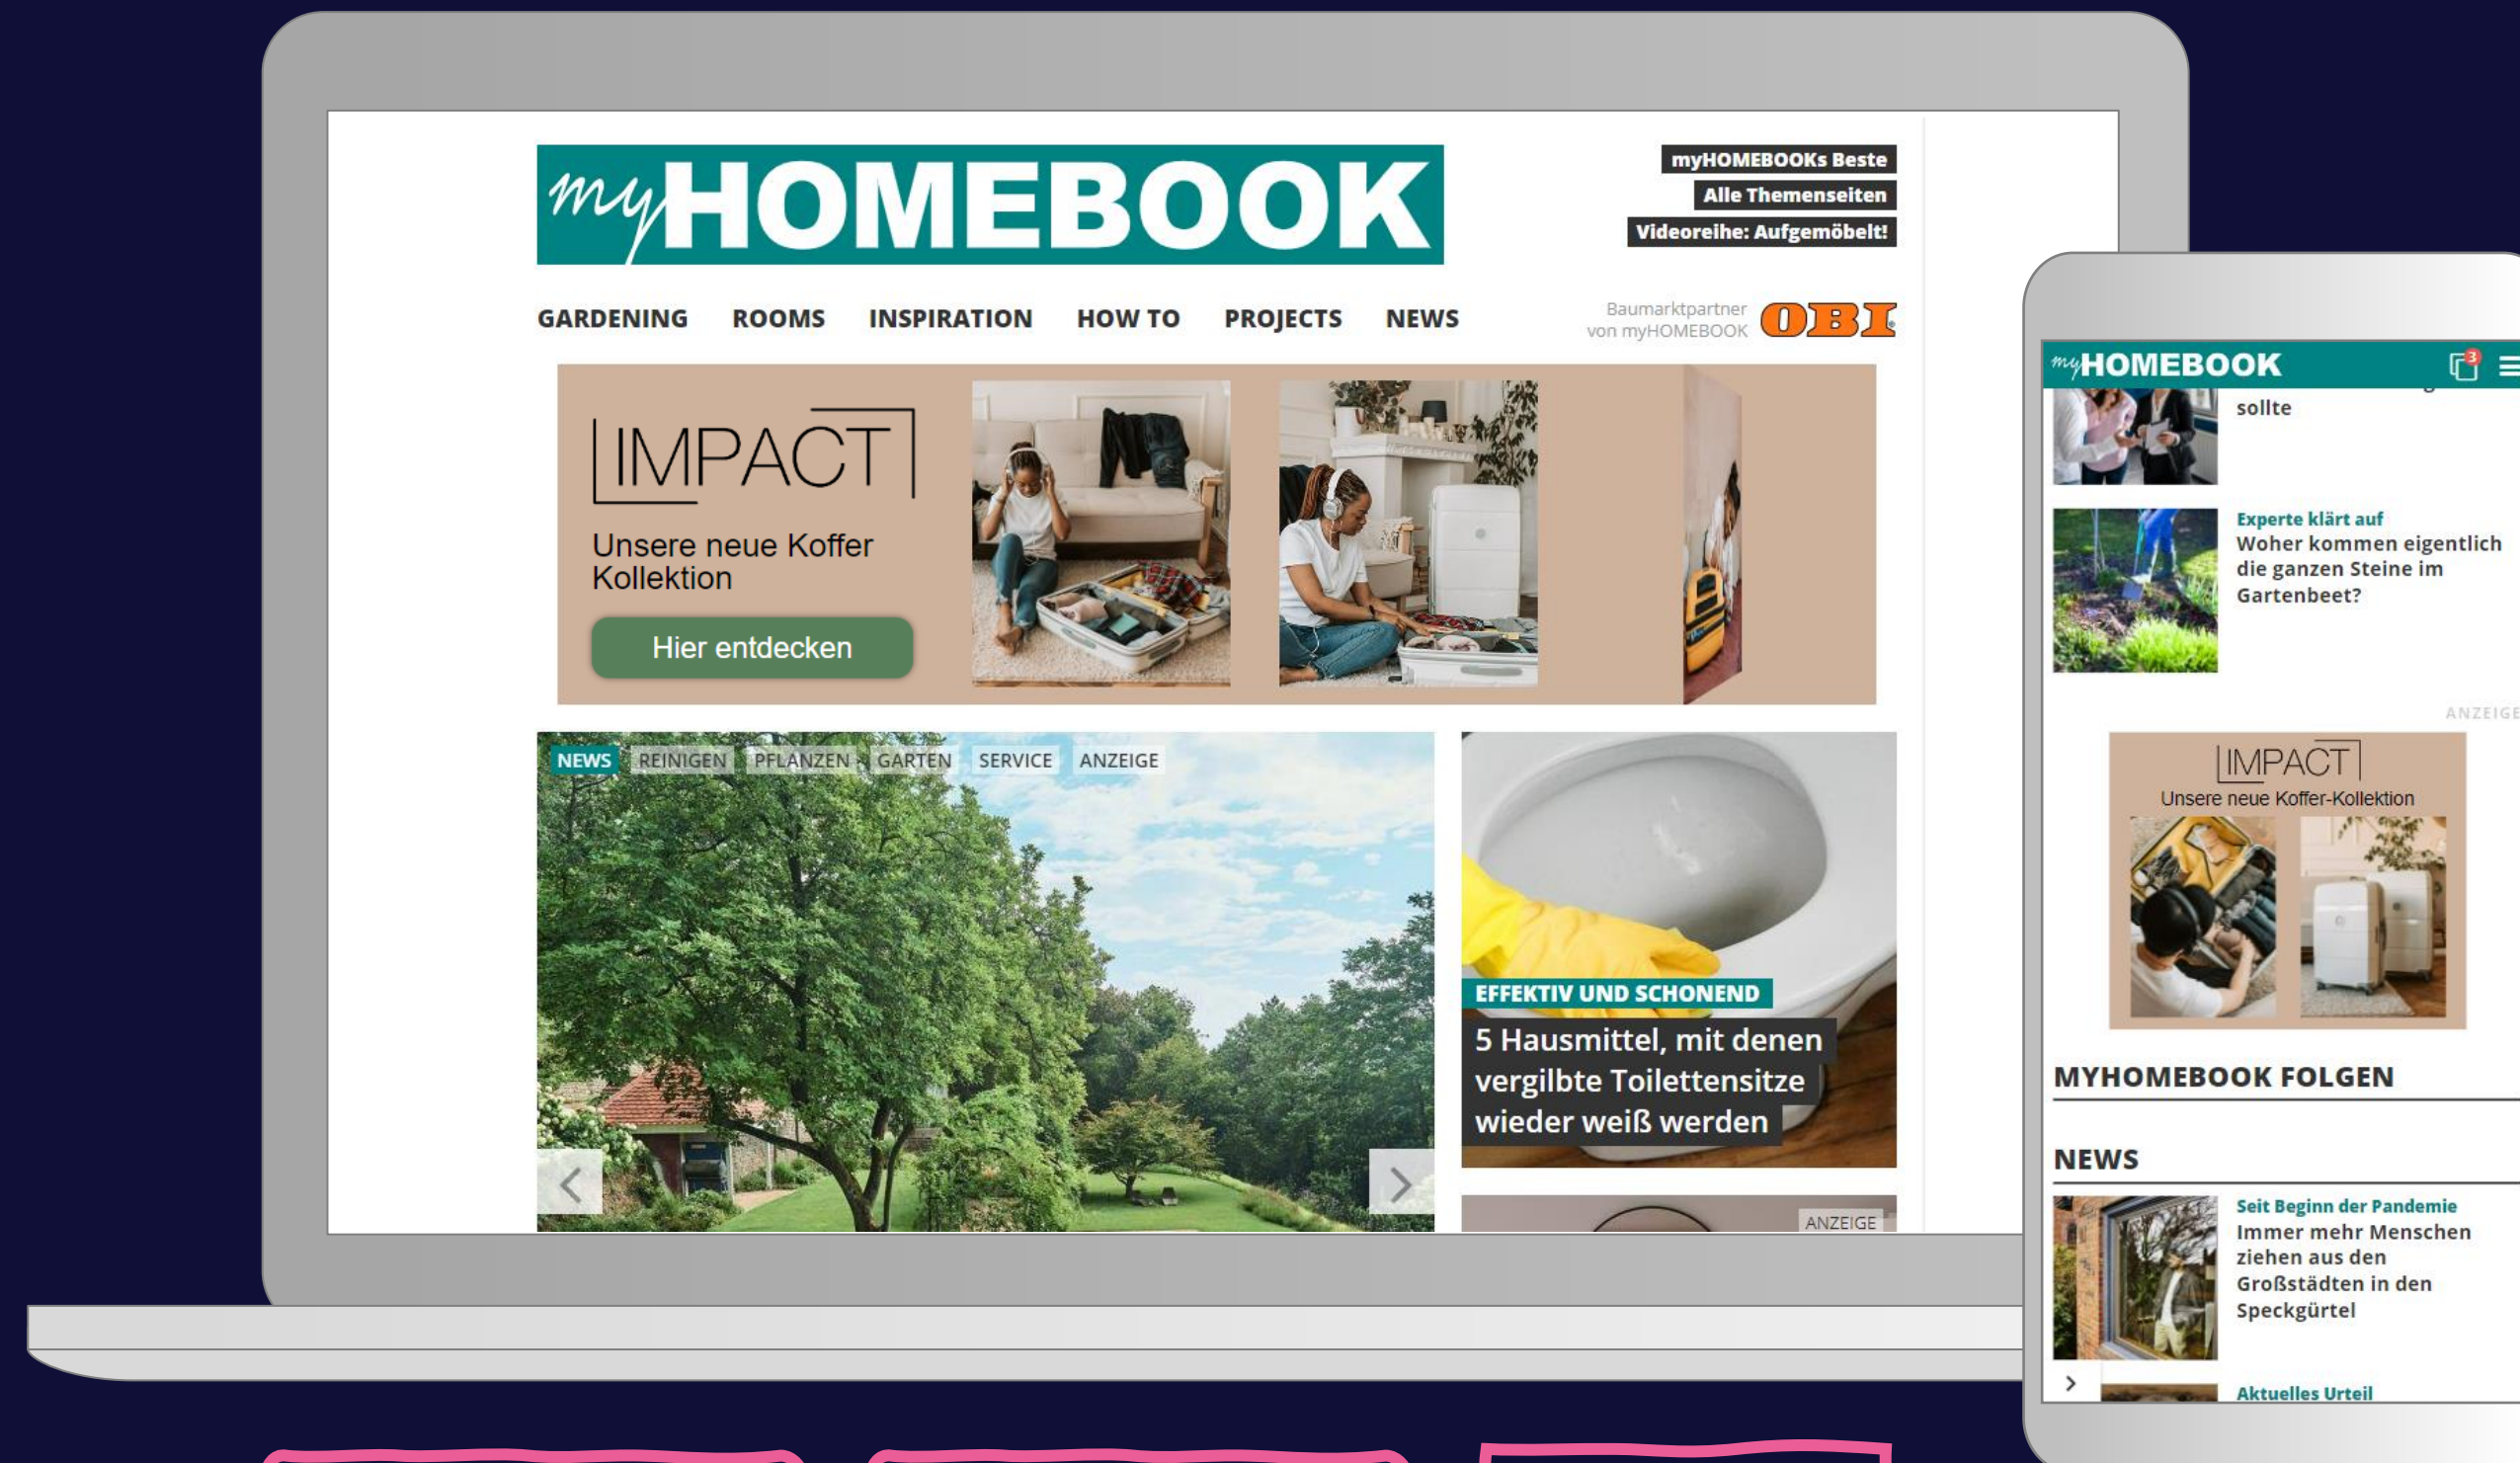 myHOMEBOOK
myHOMEBOOKs Beste
Alle Themenseiten
Videoreihe: Aufgemöbelt!
GARDENING ROOMS INSPIRATION HOW TO PROJECTS NEWS
Baumarktpartner
von myHOMEBOOK
OBI
IMPACT
Unsere neue Koffer
Kollektion
Hier entdecken
NEWS REINIGEN PFLANZEN GARTEN SERVICE ANZEIGE
EFFEKTIV UND SCHONEND
5 Hausmittel, mit denen
vergilbte Toilettensitze
wieder weiß werden
ANZEIGE
myHOMEBOOK
3
sollte
Experte klärt auf
Woher kommen eigentlich
die ganzen Steine im
Gartenbeet?
ANZEIGE
IMPACT
Unsere neue Koffer-Kollektion
MYHOMEBOOK FOLGEN
NEWS
Seit Beginn der Pandemie
Immer mehr Menschen
ziehen aus den
Großstädten in den
Speckgürtel
Aktuelles Urteil